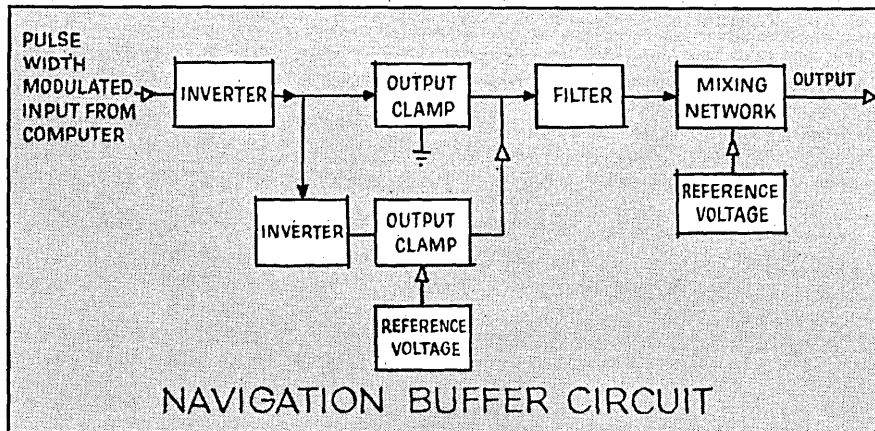 PULSE
WIDTH
MODULATED
INPUT FROM
COMPUTER
INVERTER
OUTPUT
CLAMP
FILTER
MIXING
NETWORK
OUTPUT
INVERTER
OUTPUT
CLAMP
REFERENCE
VOLTAGE
REFERENCE
VOLTAGE
NAVIGATION BUFFER CIRCUIT